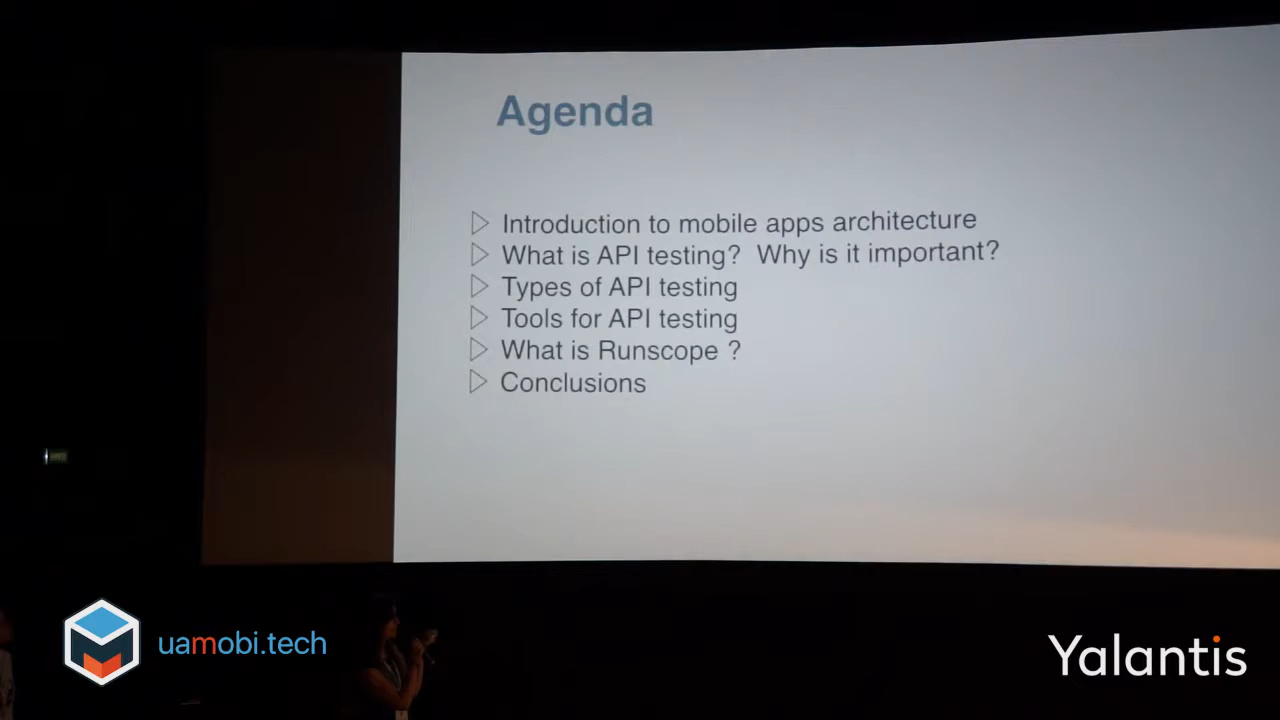 Agenda
Introduction to mobile apps architecture
What is API testing? Why is it important?
Types of API testing
Tools for API testing
What is Runscope ?
Conclusions
uamobi.tech
Yalantis